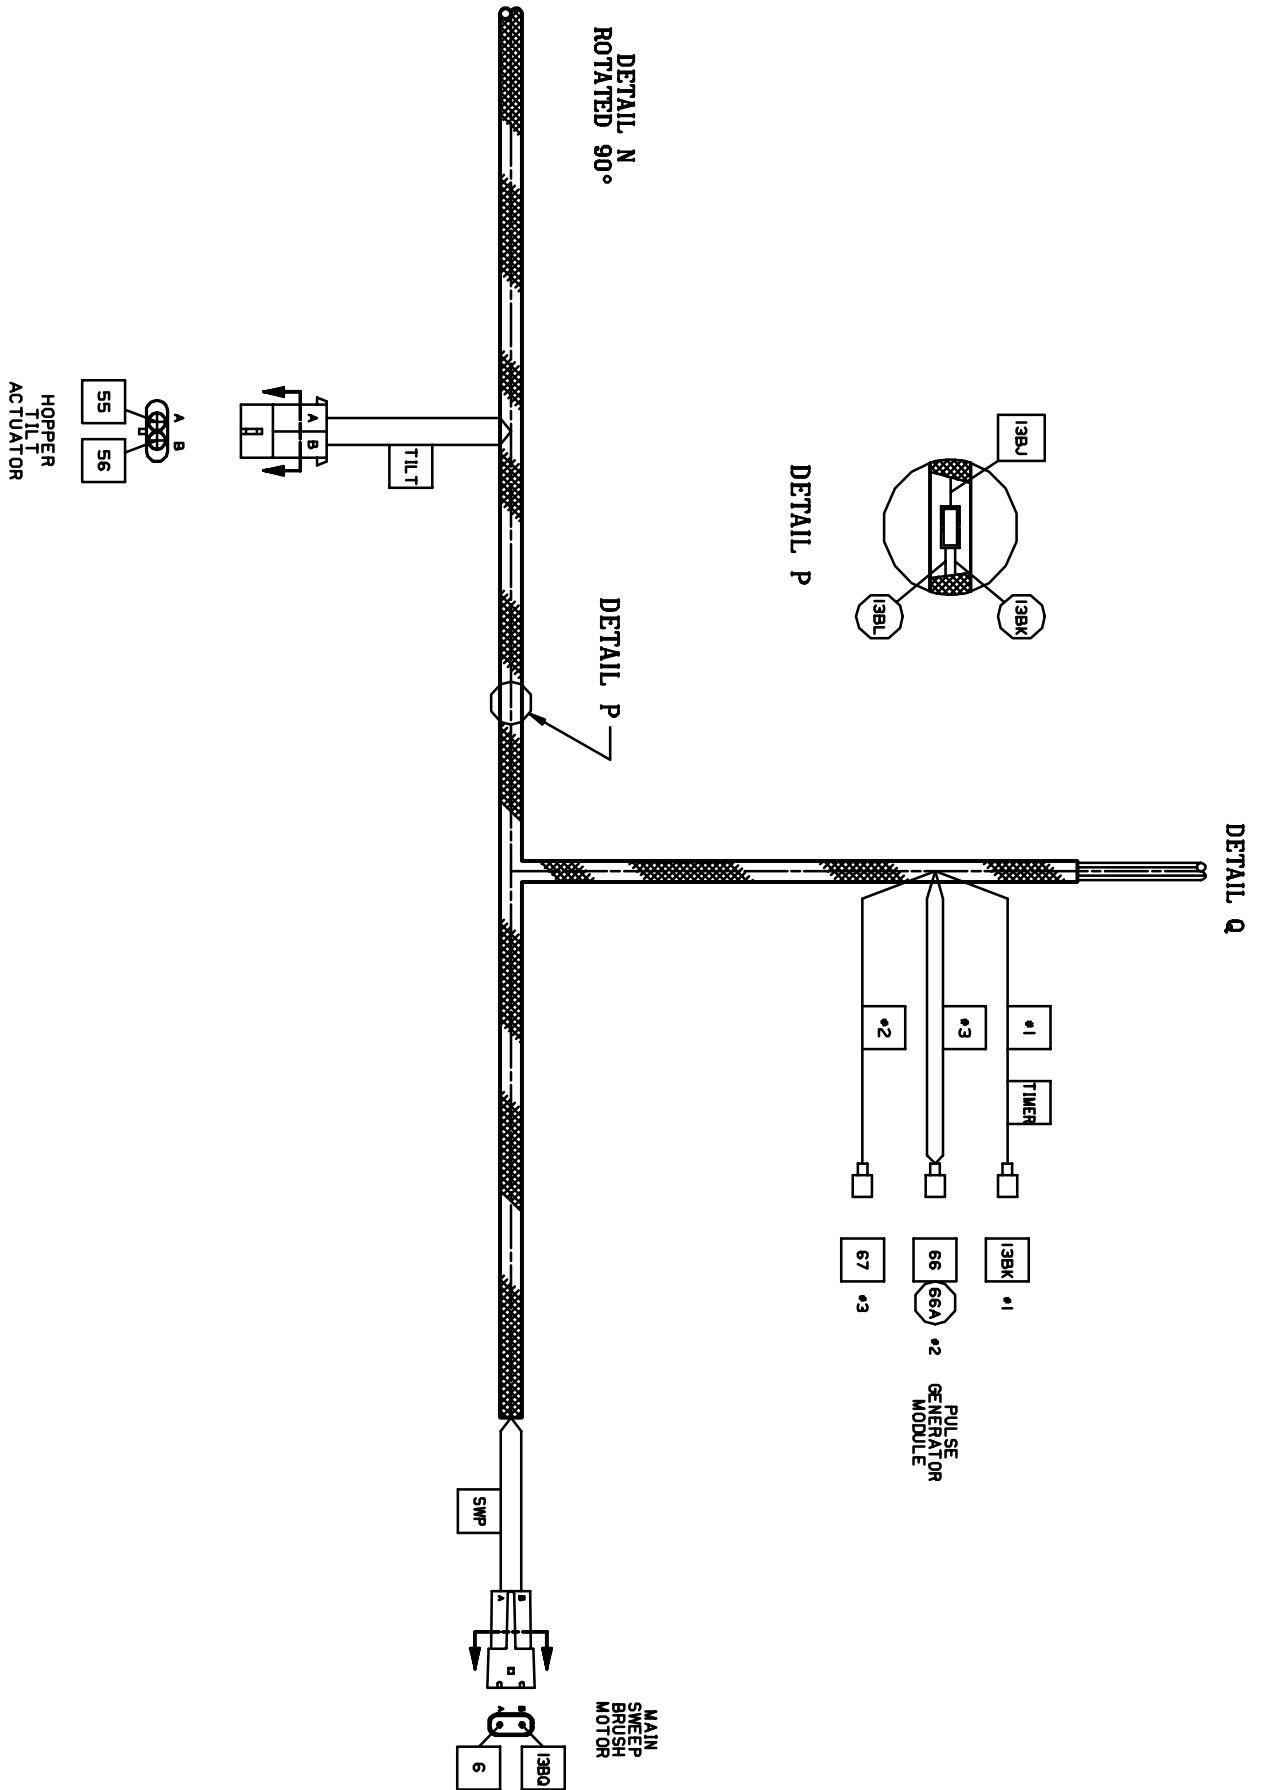 DETAIL Q
DETAIL N
ROTATED 90°
13BJ
13BK
13BL
DETAIL P
DETAIL P
#1
TIMER
#3
#2
13BK
#1
66
66A
#2
67
#3
PULSE
GENERATOR
MODULE
TILT
A
B
A
B
55
56
HOPPER
TILT
ACTUATOR
SWP
B
A
B
A
13BQ
6
MAIN
SWEEP
BRUSH
MOTOR